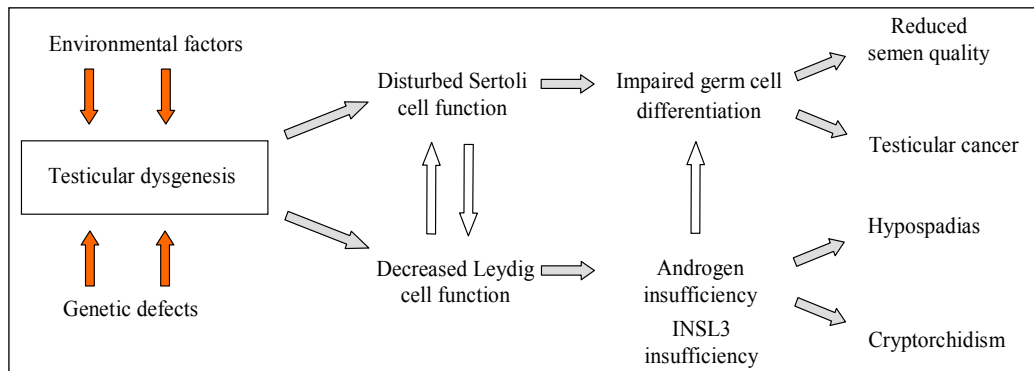 Environmental factors
Testicular dysgenesis
Genetic defects
Disturbed Sertoli
cell function
Decreased Leydig
cell function
Impaired germ cell
differentiation
Androgen
insufficiency
INSL3
insufficiency
Reduced
semen quality
Testicular cancer
Hypospadias
Cryptorchidism